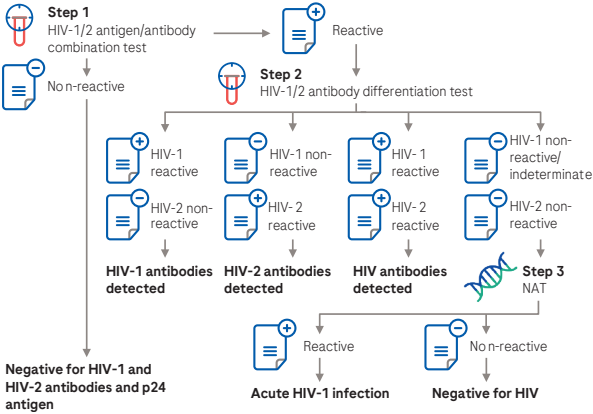 Step 1
HIV-1/2 antigen/antibody
combination test
Reactive
Non-reactive
Step 2
HIV-1/2 antibody differentiation test
HIV-1
reactive
HIV-2 non-
reactive
HIV-1 antibodies
detected
HIV-1 non-
reactive
HIV- 2
reactive
HIV-2 antibodies
detected
HIV- 1
reactive
HIV- 2
reactive
HIV antibodies
detected
HIV-1 non-
reactive/
indeterminate
HIV-2 non-
reactive
Step 3
NAT
Reactive
Non-reactive
Acute HIV-1 infection
Negative for HIV
Negative for HIV-1 and
HIV-2 antibodies and p24
antigen